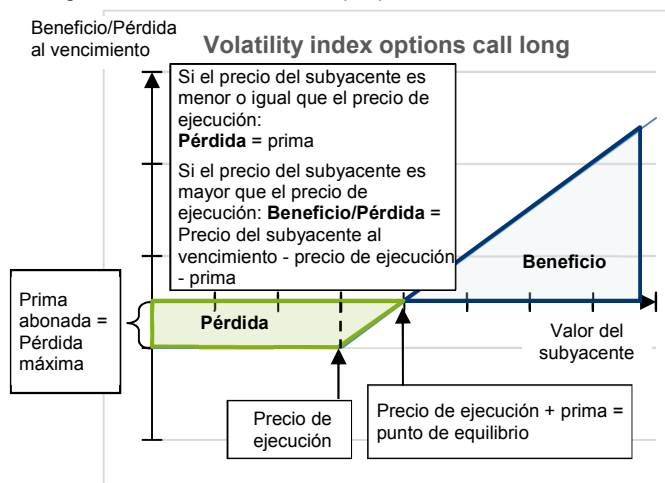 Beneficio/Pérdida
al vencimiento
Volatility index options call long
Si el precio del subyacente es
menor o igual que el precio de
ejecución:
Pérdida = prima
Si el precio del subyacente es
mayor que el precio de
ejecución: Beneficio/Pérdida =
Precio del subyacente al
vencimiento - precio de ejecución
- prima
Beneficio
Prima
abonada =
Pérdida
máxima
Pérdida
Valor del
subyacente
Precio de
ejecución
Precio de ejecución + prima =
punto de equilibrio